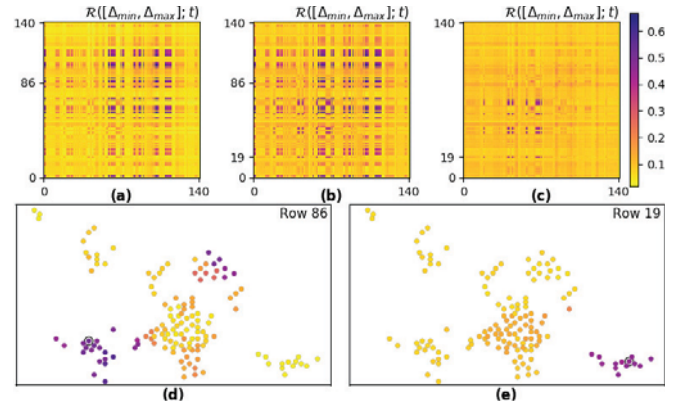 ℛ([Δ_min, Δ_max]; t) ℛ([Δ_min, Δ_max]; t) ℛ([Δ_min, Δ_max]; t)
140 140 140
0.6
0.5
86 86
0.4
0.3
0.2
19 19
0.1
0 0 0
0 140 0 140 0 140
(a) (b) (c)
Row 86 Row 19
(d) (e)